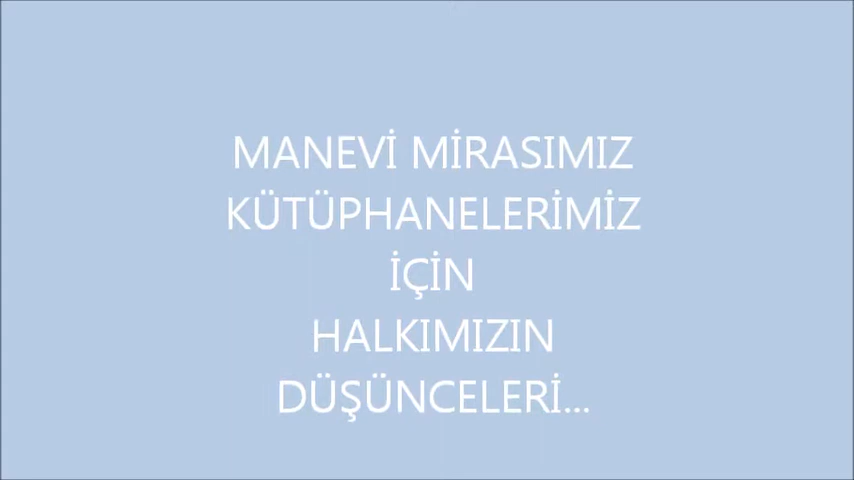 MANEVİ MİRASIMIZ
KÜTÜPHANELERİMİZ
İÇİN
HALKIMIZIN
DÜŞÜNCELERİ...